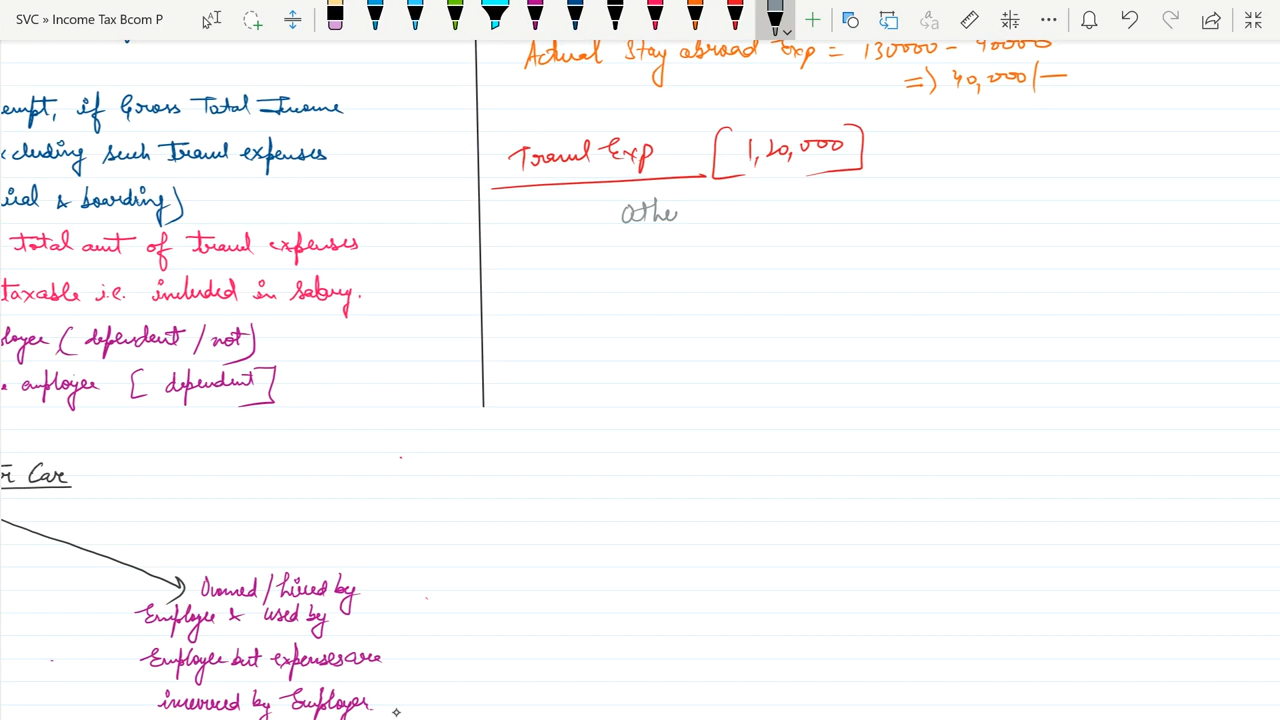 SVC » Income Tax Bcom P
Actual Stay abroad Exp = 130000 - 90000
=) 40,000/-
empt, if Gross Total Income
xcluding such Travel expenses
ial & boarding)
Travel Exp [1,20,000]
Othe
Total amt of travel expenses
taxable i.e. included in salary.
loyee (dependent / not)
e employee [dependent]
r Care
Owned / hired by
Employee & used by
Employee but expenses are
incurred by Employer